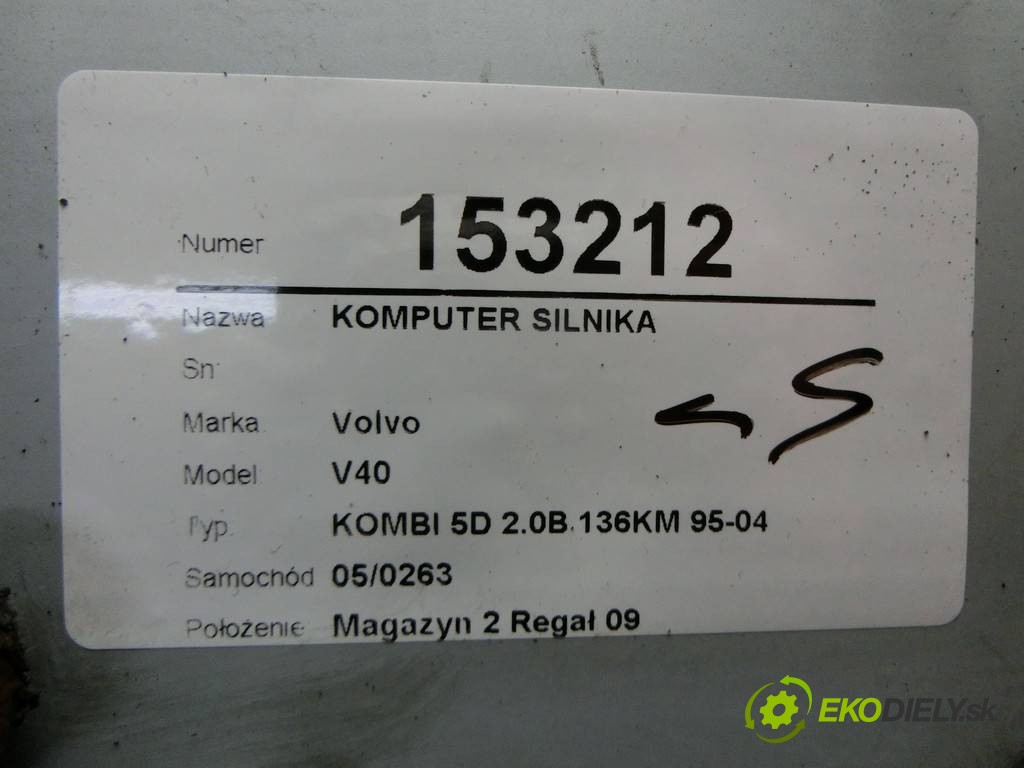 Numer 153212
Nazwa KOMPUTER SILNIKA
Sn
Marka Volvo
Model V40
Typ KOMBI 5D 2.0B 136KM 95-04
Samochód 05/0263
Położenie Magazyn 2 Regał 09
EKODIELY.sk